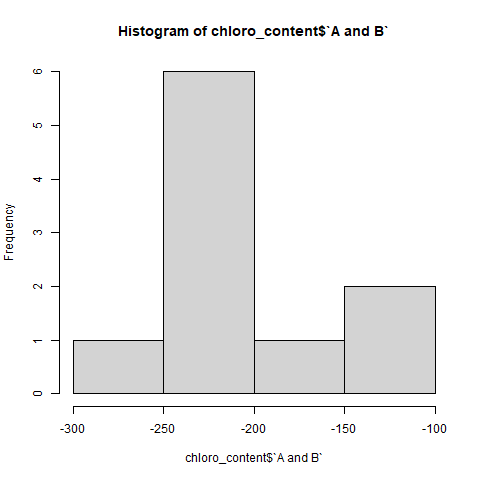 Histogram of chloro_content$`A and B`
Frequency
6
5
4
3
2
1
0
-300 -250 -200 -150 -100
chloro_content$`A and B`